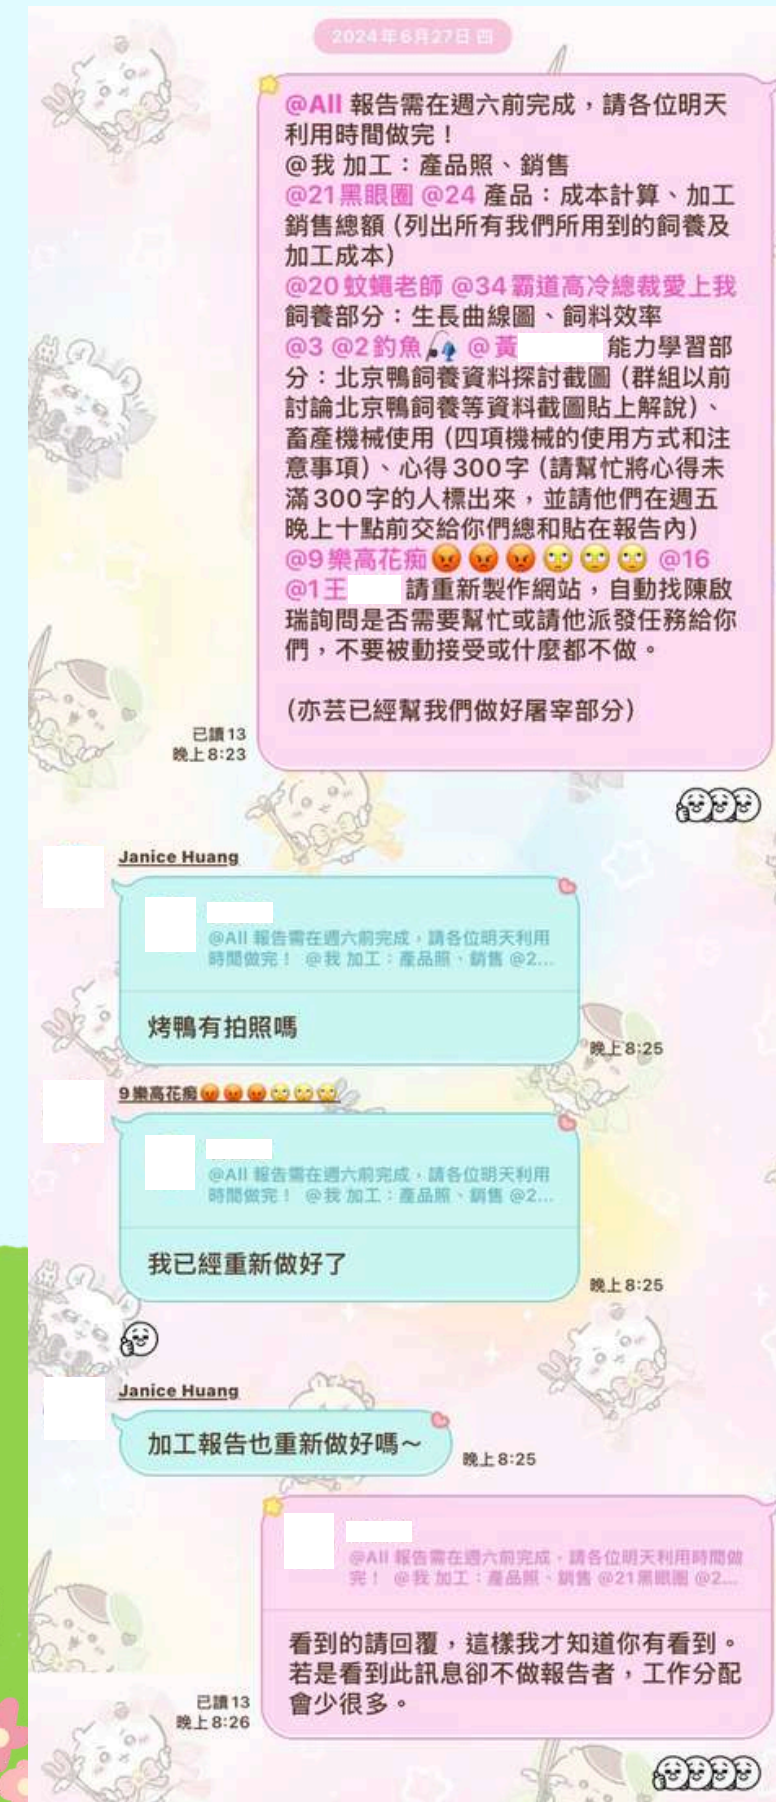 2024年6月27日 四
@All 報告需在週六前完成，請各位明天
利用時間做完！
@我 加工：產品照、銷售
@21黑眼圈 @24 產品：成本計算、加工
銷售總額（列出所有我們所用到的飼養及
加工成本）
@20蚊蠅老師 @34霸道高冷總裁愛上我
飼養部分：生長曲線圖、飼料效率
@3 @2釣魚🎣 @黃 能力學習部
分：北京鴨飼養資料探討截圖（群組以前
討論北京鴨飼養等資料截圖貼上解說）、
畜產機械使用（四項機械的使用方式和注
意事項）、心得300字（請幫忙將心得未
滿300字的人標出來，並請他們在週五
晚上十點前交給你們總和貼在報告內）
@9樂高花痴😡😡😡🙄🙄🙄 @16
@1王 請重新製作網站，自動找陳啟
瑞詢問是否需要幫忙或請他派發任務給你
們，不要被動接受或什麼都不做。
（亦芸已經幫我們做好屠宰部分）
已讀13
晚上8:23
Janice Huang
@All 報告需在週六前完成，請各位明天利用
時間做完！ @我 加工：產品照、銷售 @2...
烤鴨有拍照嗎
晚上8:25
9樂高花痴😡😡😡🙄🙄🙄
@All 報告需在週六前完成，請各位明天利用
時間做完！ @我 加工：產品照、銷售 @2...
我已經重新做好了
晚上8:25
Janice Huang
加工報告也重新做好嗎～
晚上8:25
@All 報告需在週六前完成，請各位明天利用時間做
完！ @我 加工：產品照、銷售 @21黑眼圈 @2...
看到的請回覆，這樣我才知道你有看到。
若是看到此訊息卻不做報告者，工作分配
會少很多。
已讀13
晚上8:26